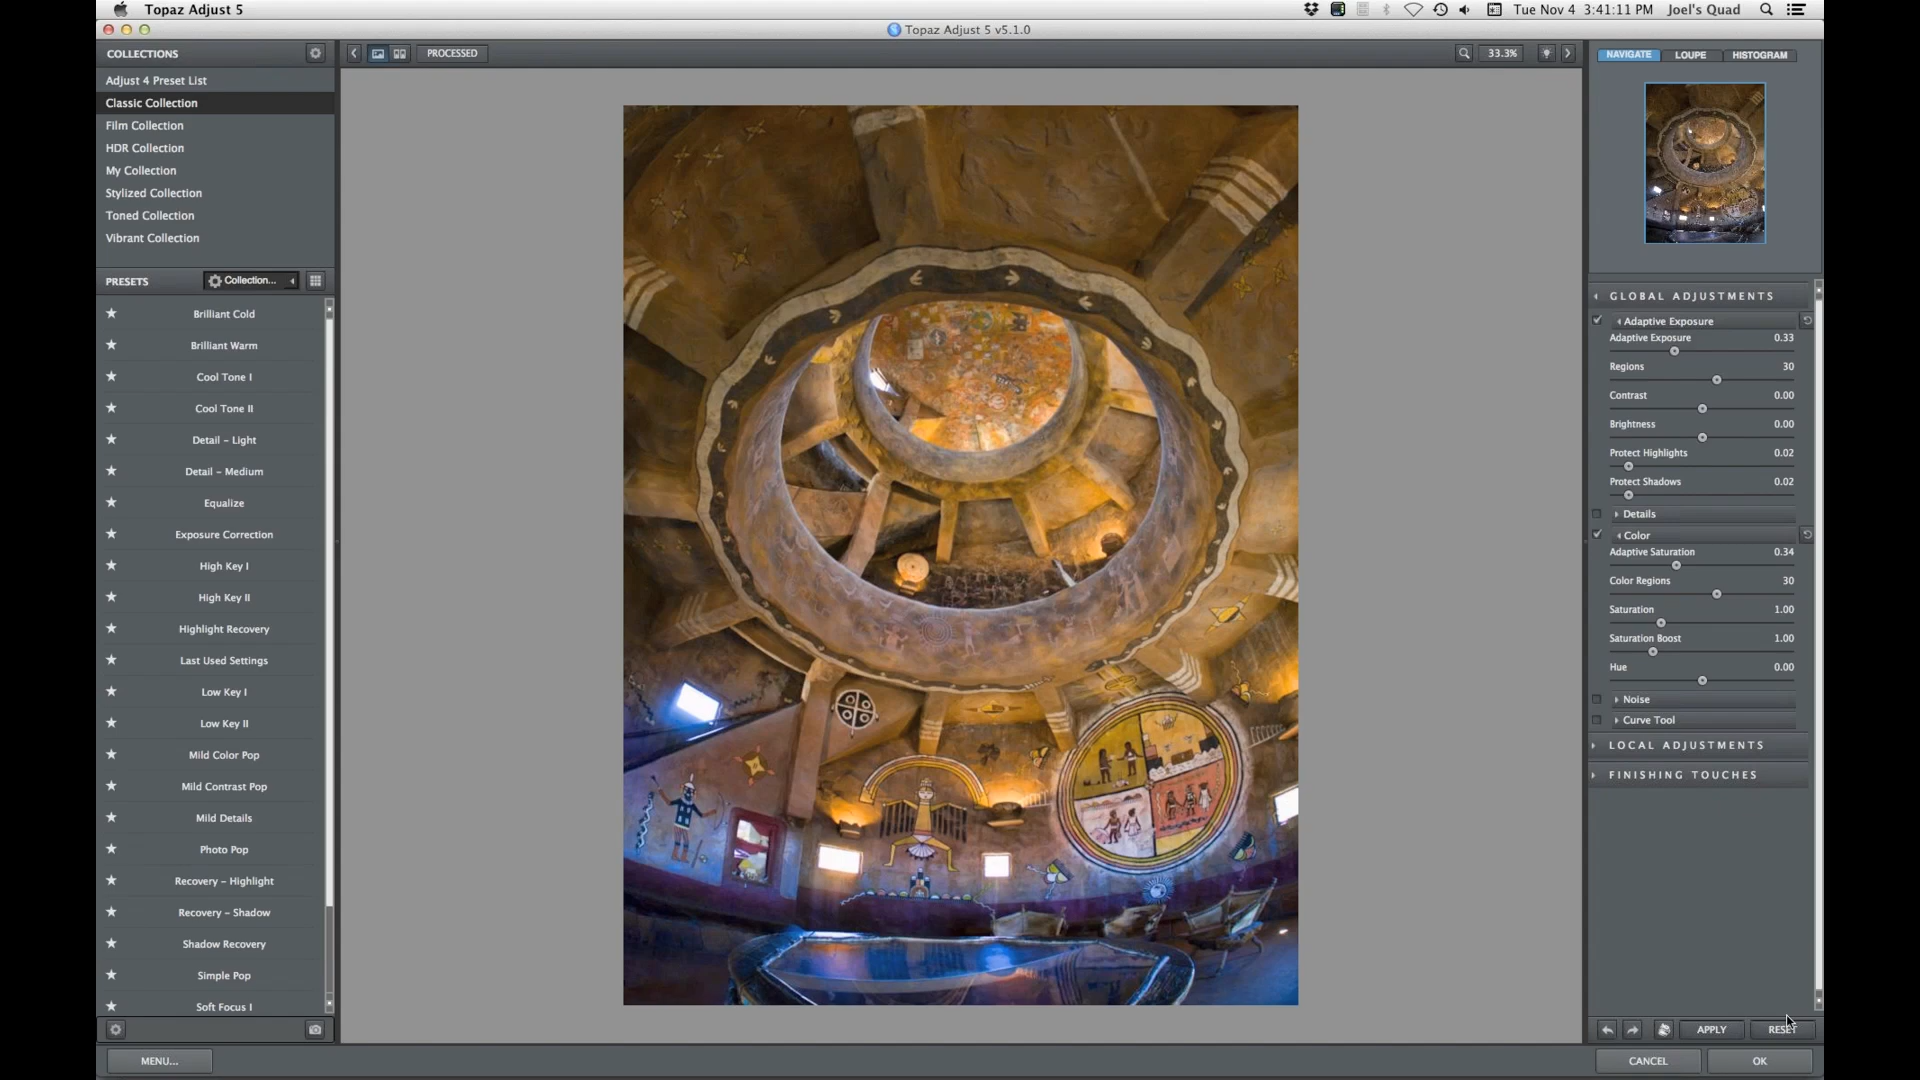 Topaz Adjust 5
Tue Nov 4 3:41:11 PM Joel's Quad
Topaz Adjust 5 v5.1.0
COLLECTIONS
PROCESSED
33.3%
NAVIGATE LOUPE HISTOGRAM
Adjust 4 Preset List
Classic Collection
Film Collection
HDR Collection
My Collection
Stylized Collection
Toned Collection
Vibrant Collection
PRESETS
Collection...
Brilliant Cold
Brilliant Warm
Cool Tone I
Cool Tone II
Detail – Light
Detail – Medium
Equalize
Exposure Correction
High Key I
High Key II
Highlight Recovery
Last Used Settings
Low Key I
Low Key II
Mild Color Pop
Mild Contrast Pop
Mild Details
Photo Pop
Recovery – Highlight
Recovery – Shadow
Shadow Recovery
Simple Pop
Soft Focus I
MENU...
GLOBAL ADJUSTMENTS
Adaptive Exposure
Adaptive Exposure 0.33
Regions 30
Contrast 0.00
Brightness 0.00
Protect Highlights 0.02
Protect Shadows 0.02
Details
Color
Adaptive Saturation 0.34
Color Regions 30
Saturation 1.00
Saturation Boost 1.00
Hue 0.00
Noise
Curve Tool
LOCAL ADJUSTMENTS
FINISHING TOUCHES
APPLY RESET
CANCEL OK